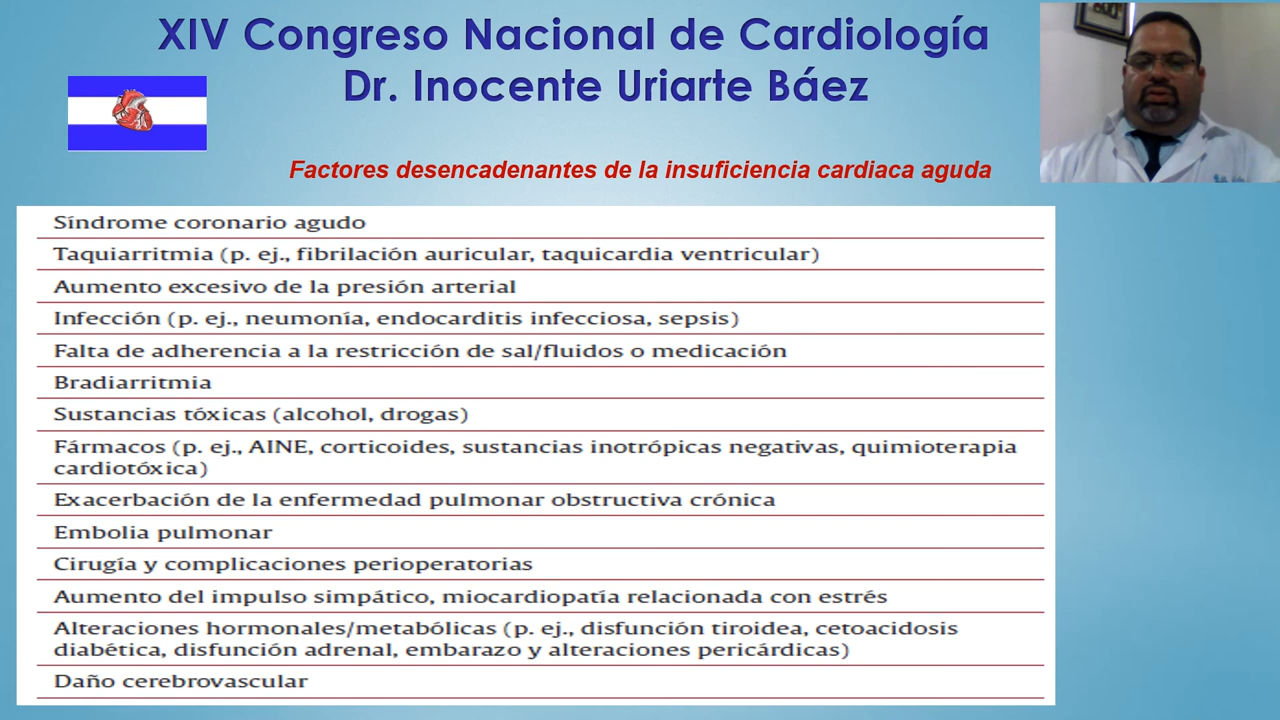 XIV Congreso Nacional de Cardiología
Dr. Inocente Uriarte Báez
Factores desencadenantes de la insuficiencia cardiaca aguda
Síndrome coronario agudo
Taquiarritmia (p. ej., fibrilación auricular, taquicardia ventricular)
Aumento excesivo de la presión arterial
Infección (p. ej., neumonía, endocarditis infecciosa, sepsis)
Falta de adherencia a la restricción de sal/fluidos o medicación
Bradiarritmia
Sustancias tóxicas (alcohol, drogas)
Fármacos (p. ej., AINE, corticoides, sustancias inotrópicas negativas, quimioterapia
cardiotóxica)
Exacerbación de la enfermedad pulmonar obstructiva crónica
Embolia pulmonar
Cirugía y complicaciones perioperatorias
Aumento del impulso simpático, miocardiopatía relacionada con estrés
Alteraciones hormonales/metabólicas (p. ej., disfunción tiroidea, cetoacidosis
diabética, disfunción adrenal, embarazo y alteraciones pericárdicas)
Daño cerebrovascular